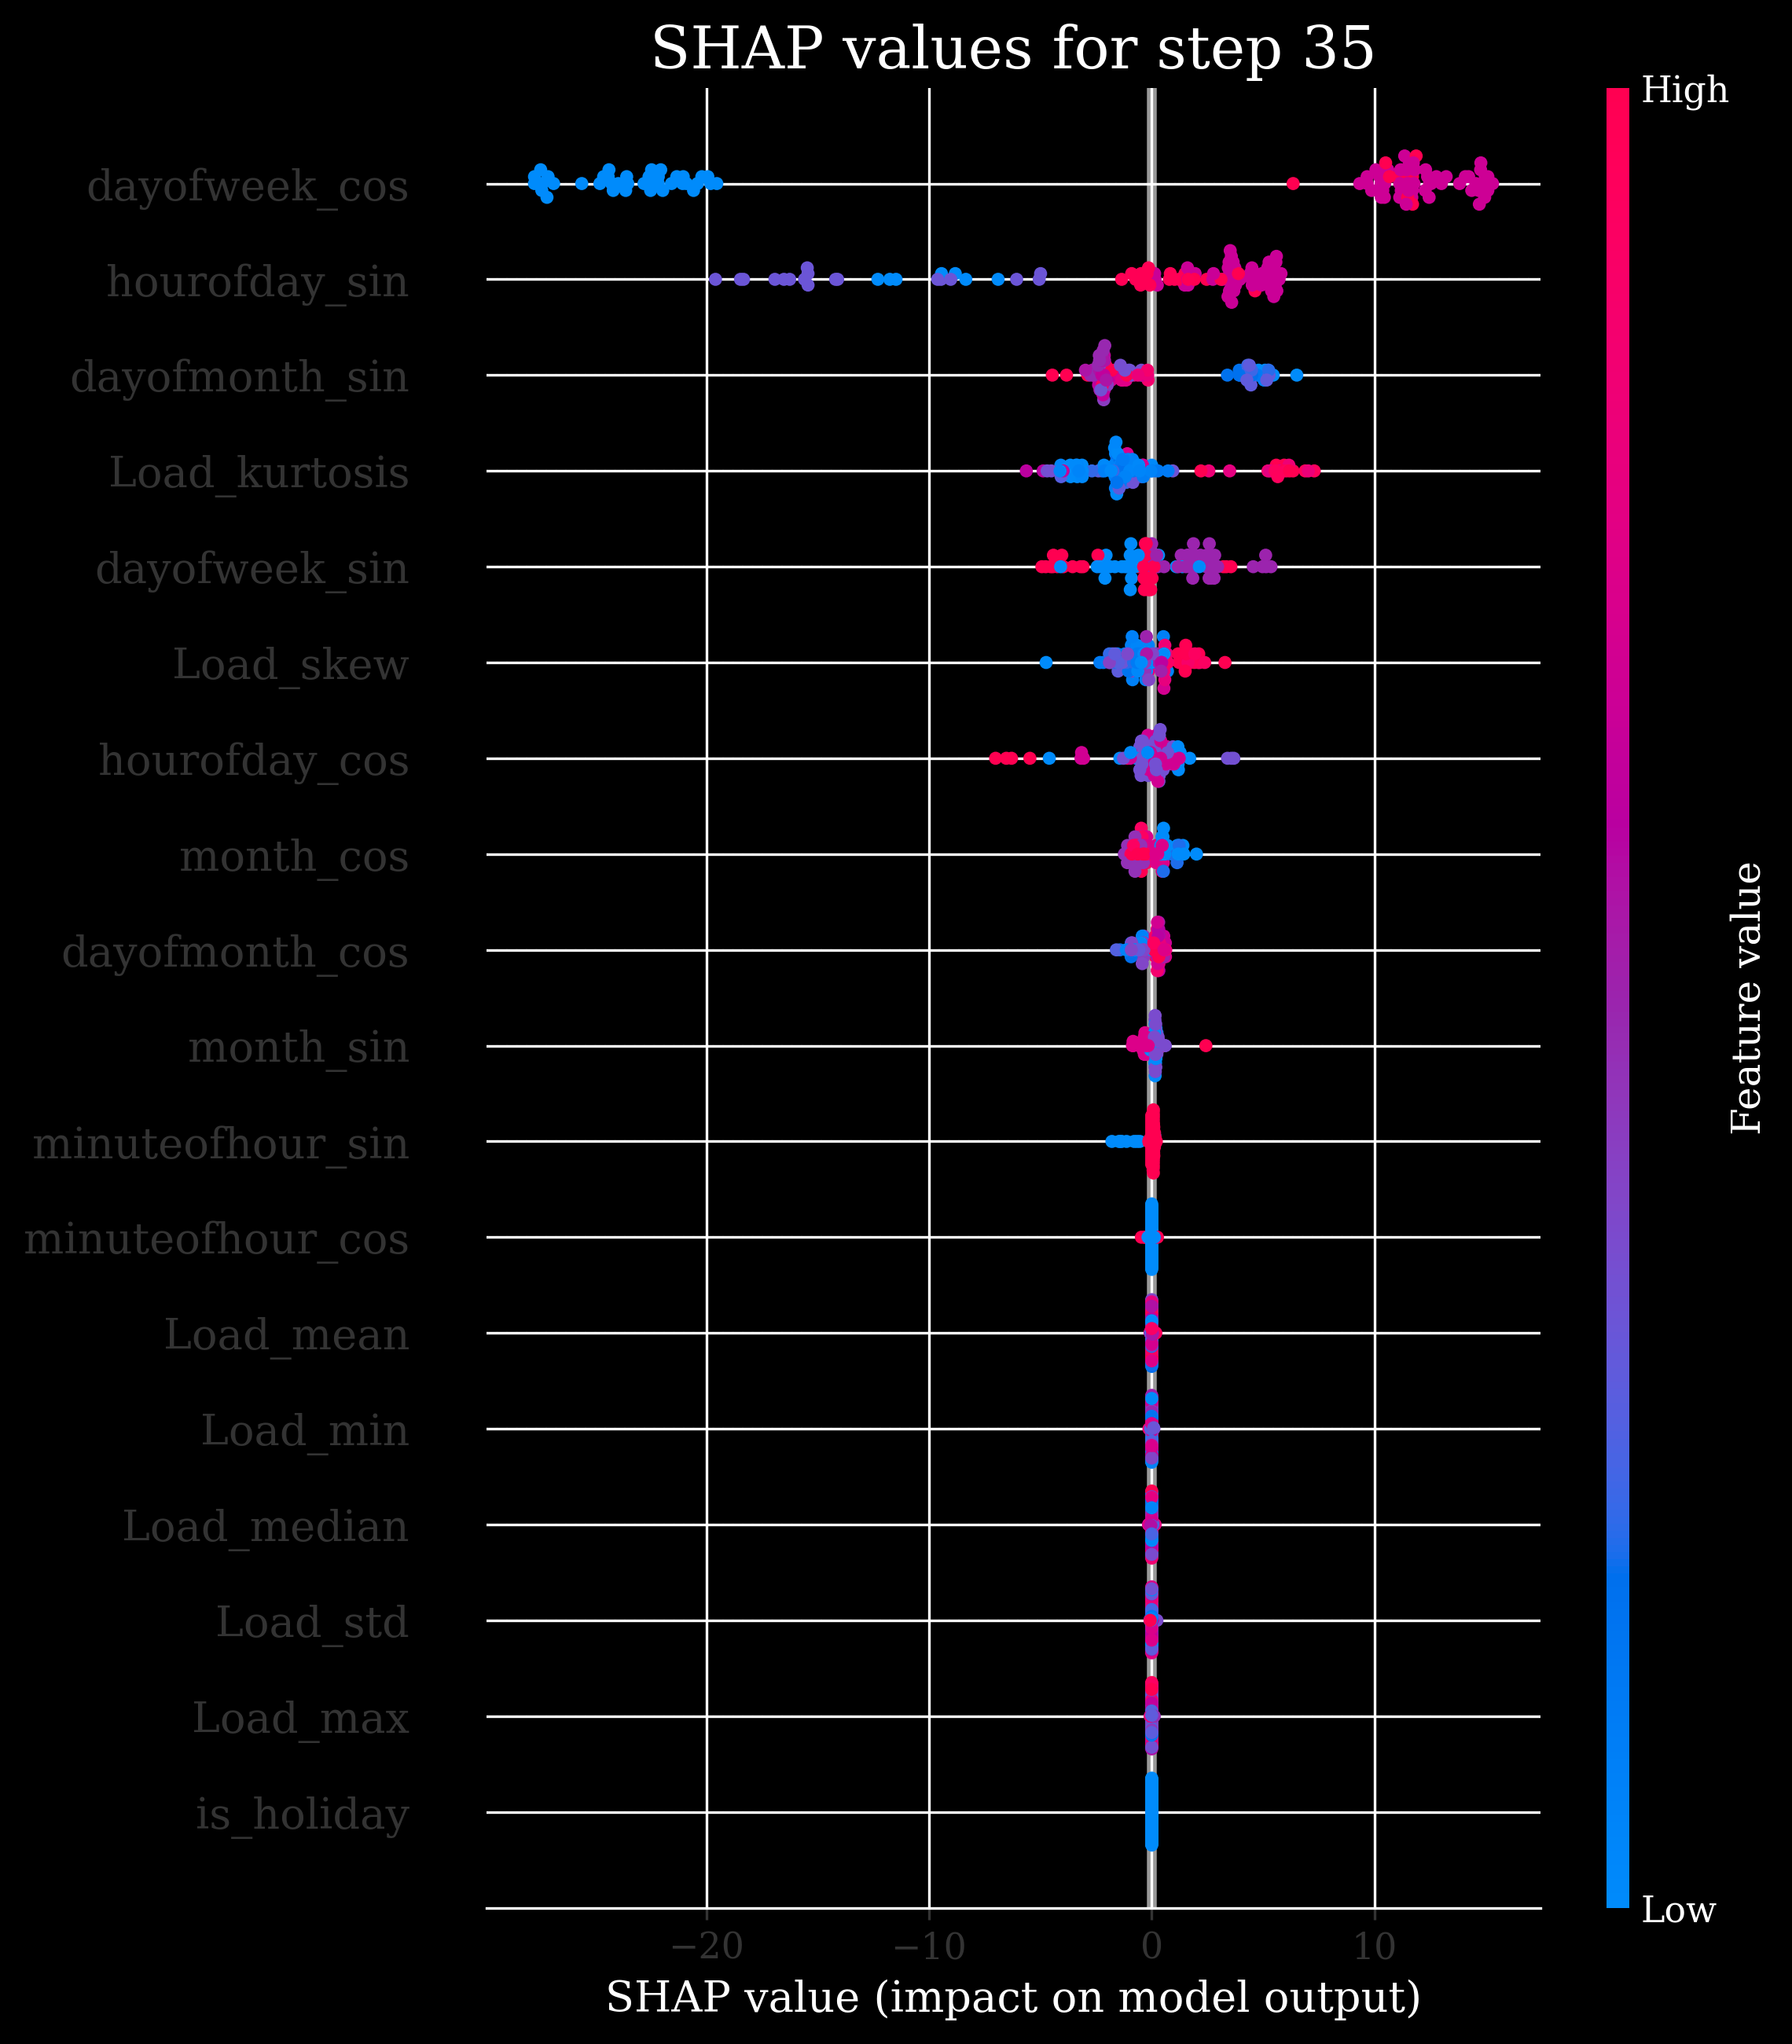 SHAP values for step 35
High
dayofweek_cos
hourofday_sin
dayofmonth_sin
Load_kurtosis
dayofweek_sin
Load_skew
hourofday_cos
month_cos
dayofmonth_cos
month_sin
minuteofhour_sin
minuteofhour_cos
Load_mean
Load_min
Load_median
Load_std
Load_max
is_holiday
Feature value
Low
−20 −10 0 10
SHAP value (impact on model output)